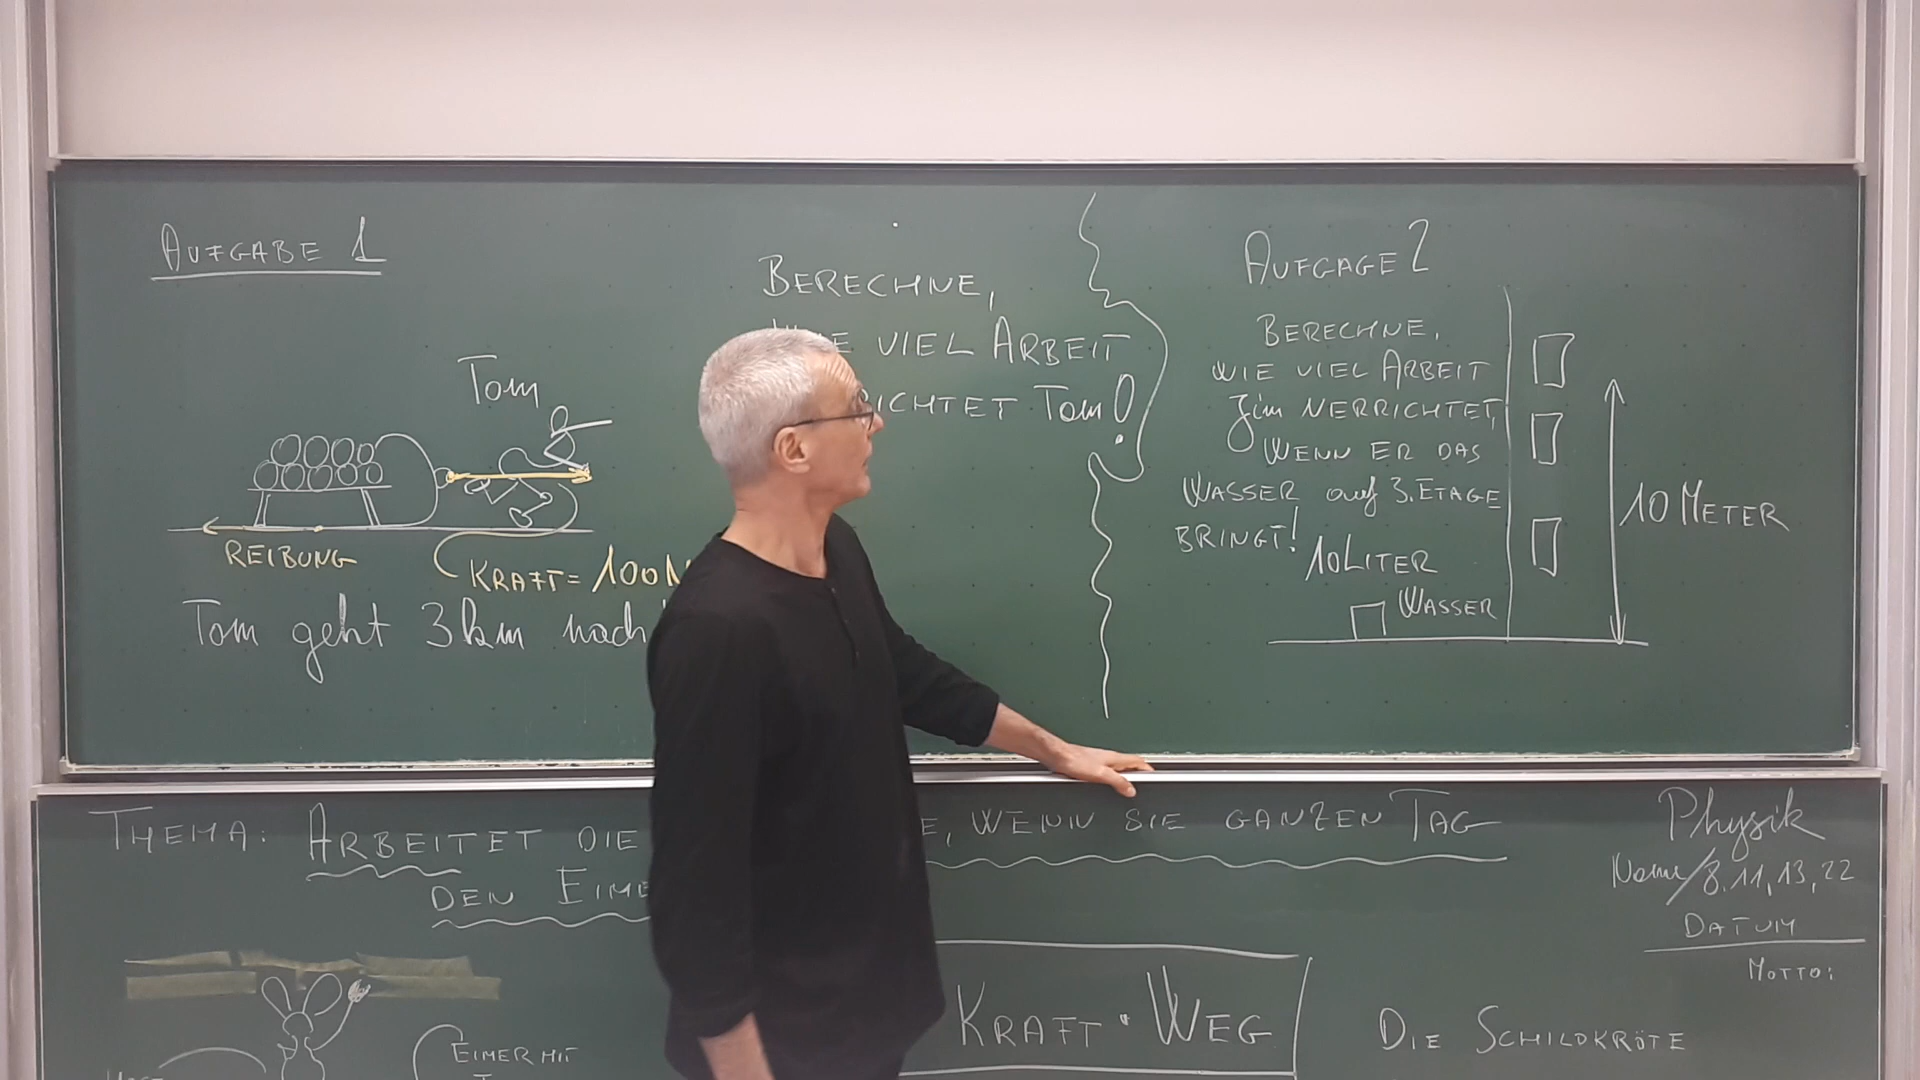 AUFGABE 1
Tom
REIBUNG
KRAFT = 100N
Tom geht 3km nach
BERECHNE,
VIEL ARBEIT
Tom!
AUFGAGE 2
BERECHNE,
WIE VIEL ARBEIT
Jim VERRICHTET,
WENN ER DAS
WASSER auf 3. ETAGE
BRINGT!
10 LITER
WASSER
10 METER
THEMA: ARBEITET DIE
WENN SIE GANZEN TAG
DEN
KRAFT · WEG
EIMER MIT
Physik
Name/8.11,13,22
DATUM
MOTTO:
DIE SCHILDKRÖTE